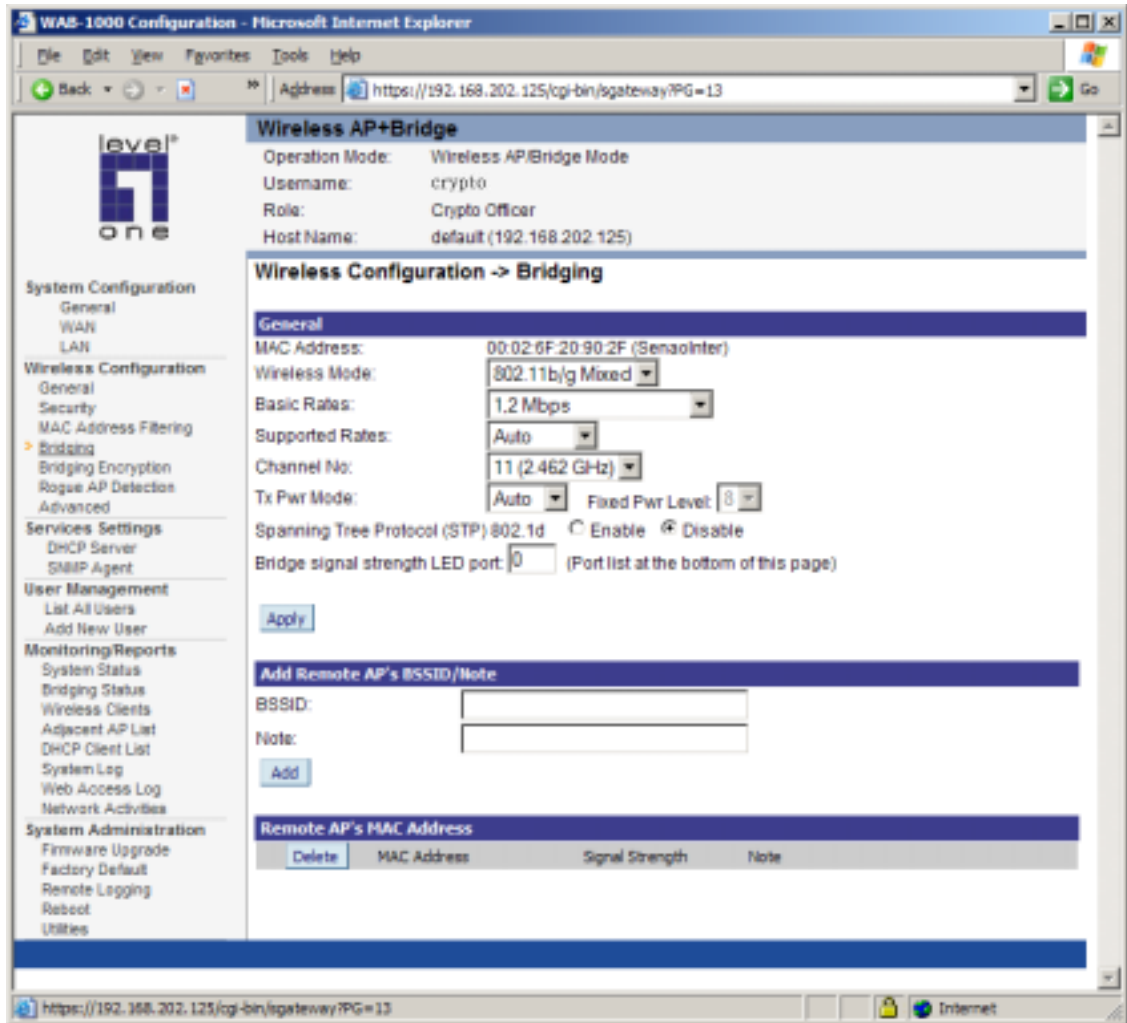 WAB-1000 Configuration - Microsoft Internet Explorer
File Edit View Favorites Tools Help
Back Address https://192.168.202.125/cgi-bin/sgateway?PG=13 Go
level
one
Wireless AP+Bridge
Operation Mode: Wireless AP/Bridge Mode
Username: crypto
Role: Crypto Officer
Host Name: default (192.168.202.125)
System Configuration
General
WAN
LAN
Wireless Configuration
General
Security
MAC Address Filtering
Bridging
Bridging Encryption
Rogue AP Detection
Advanced
Services Settings
DHCP Server
SNMP Agent
User Management
List All Users
Add New User
Monitoring/Reports
System Status
Bridging Status
Wireless Clients
Adjacent AP List
DHCP Client List
System Log
Web Access Log
Network Activities
System Administration
Firmware Upgrade
Factory Default
Remote Logging
Reboot
Utilities
Wireless Configuration -> Bridging
General
MAC Address: 00:02:6F:20:90:2F (SenaoInter)
Wireless Mode: 802.11b/g Mixed
Basic Rates: 1,2 Mbps
Supported Rates: Auto
Channel No: 11 (2.462 GHz)
Tx Pwr Mode: Auto Fixed Pwr Level: 8
Spanning Tree Protocol (STP) 802.1d Enable Disable
Bridge signal strength LED port: 0 (Port list at the bottom of this page)
Apply
Add Remote AP's BSSID/Note
BSSID:
Note:
Add
Remote AP's MAC Address
Delete MAC Address Signal Strength Note
https://192.168.202.125/cgi-bin/sgateway?PG=13 Internet